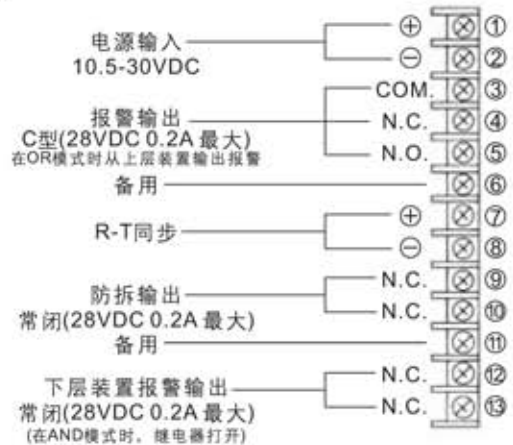 ⊕ ①
电源输入
10.5-30VDC
⊖ ②
COM. ③
报警输出
C型(28VDC 0.2A 最大)
在OR模式时从上层装置输出报警
N.C. ④
N.O. ⑤
备用 ⑥
⊕ ⑦
R-T同步
⊖ ⑧
N.C. ⑨
防拆输出
常闭(28VDC 0.2A 最大)
N.C. ⑩
备用 ⑪
N.C. ⑫
下层装置报警输出
常闭(28VDC 0.2A 最大)
(在AND模式时，继电器打开)
N.C. ⑬